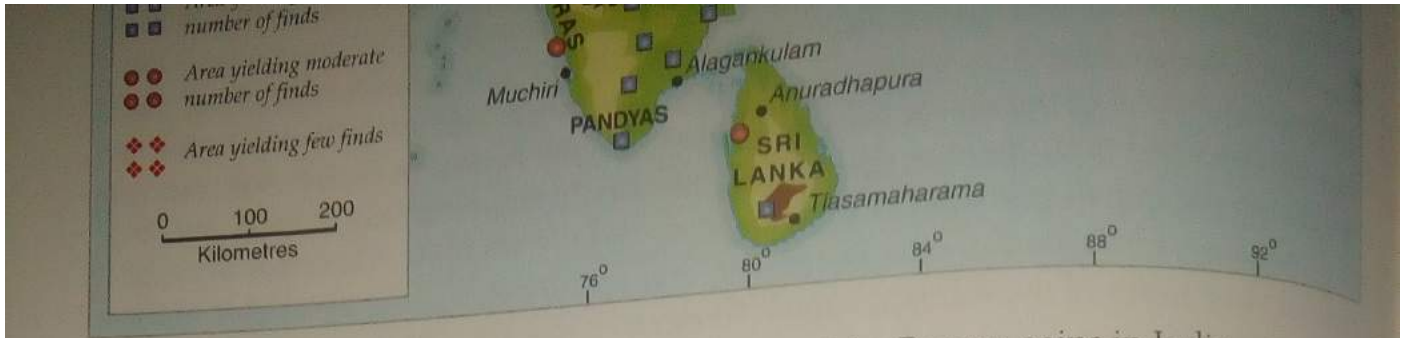 number of finds
Area yielding moderate
number of finds
Area yielding few finds
0 100 200
Kilometres
RAS
Muchiri
Alagankulam
PANDYAS
Anuradhapura
SRI
LANKA
Tiasamaharama
76°
80°
84°
88°
92°